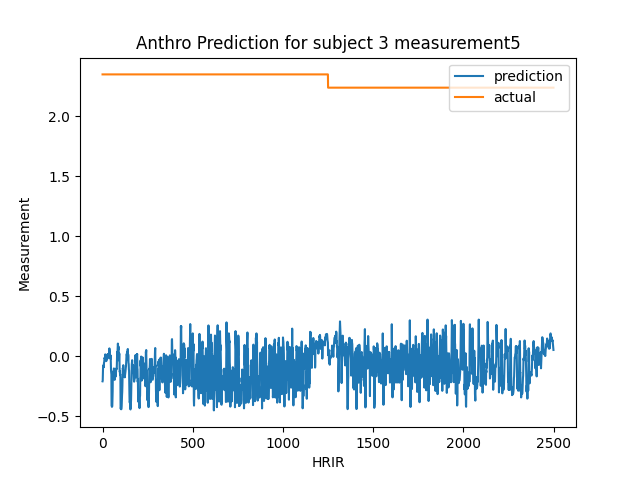 Anthro Prediction for subject 3 measurement5
prediction
actual
Measurement
2.0
1.5
1.0
0.5
0.0
−0.5
0
500
1000
1500
2000
2500
HRIR